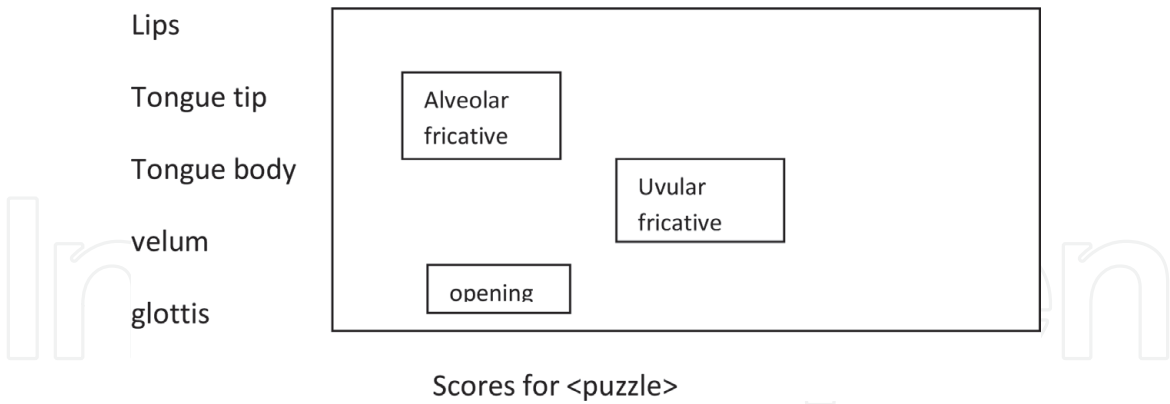 Lips
Tongue tip
Alveolar
fricative
Tongue body
Uvular
fricative
velum
opening
glottis
Scores for <puzzle>